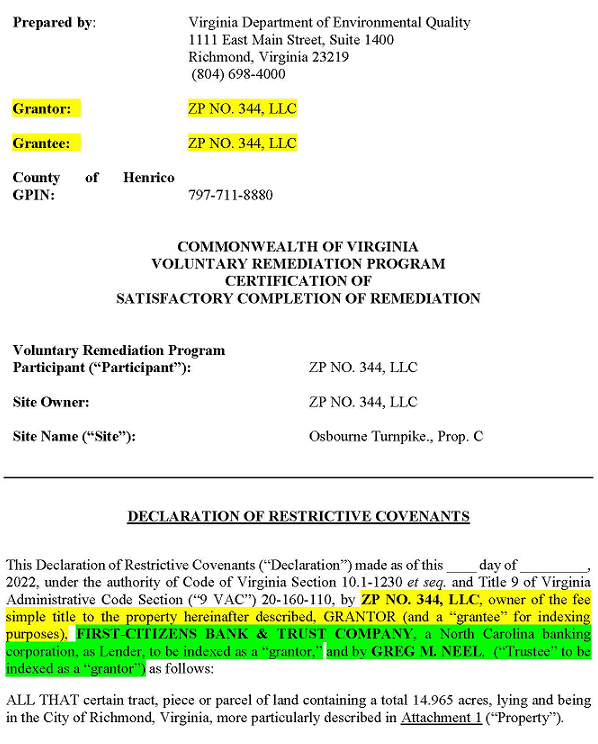 Prepared by: Virginia Department of Environmental Quality
1111 East Main Street, Suite 1400
Richmond, Virginia 23219
(804) 698-4000
Grantor: ZP NO. 344, LLC
Grantee: ZP NO. 344, LLC
County of Henrico
GPIN: 797-711-8880
COMMONWEALTH OF VIRGINIA
VOLUNTARY REMEDIATION PROGRAM
CERTIFICATION OF
SATISFACTORY COMPLETION OF REMEDIATION
Voluntary Remediation Program
Participant (“Participant”): ZP NO. 344, LLC
Site Owner: ZP NO. 344, LLC
Site Name (“Site”): Osbourne Turnpike., Prop. C
DECLARATION OF RESTRICTIVE COVENANTS
This Declaration of Restrictive Covenants (“Declaration”) made as of this ____ day of _________,
2022, under the authority of Code of Virginia Section 10.1-1230 et seq. and Title 9 of Virginia
Administrative Code Section (“9 VAC”) 20-160-110, by ZP NO. 344, LLC, owner of the fee
simple title to the property hereinafter described, GRANTOR (and a “grantee” for indexing
purposes), FIRST-CITIZENS BANK & TRUST COMPANY, a North Carolina banking
corporation, as Lender, to be indexed as a “grantor,” and by GREG M. NEEL, (“Trustee” to be
indexed as a “grantor”) as follows:
ALL THAT certain tract, piece or parcel of land containing a total 14.965 acres, lying and being
in the City of Richmond, Virginia, more particularly described in Attachment 1 (“Property”).